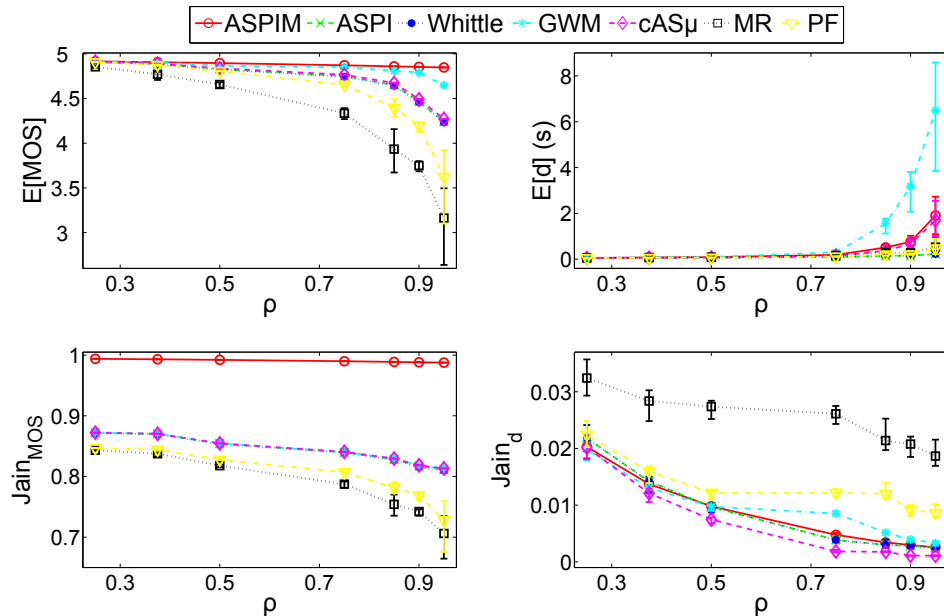 ASPIM ASPI Whittle GWM cASμ MR PF
5
4.5
4
3.5
3
E[MOS]
0.3 0.5 0.7 0.9
ρ
8
6
4
2
0
E[d] (s)
0.3 0.5 0.7 0.9
ρ
1
0.9
0.8
0.7
Jain_MOS
0.3 0.5 0.7 0.9
ρ
0.03
0.02
0.01
0
Jain_d
0.3 0.5 0.7 0.9
ρ